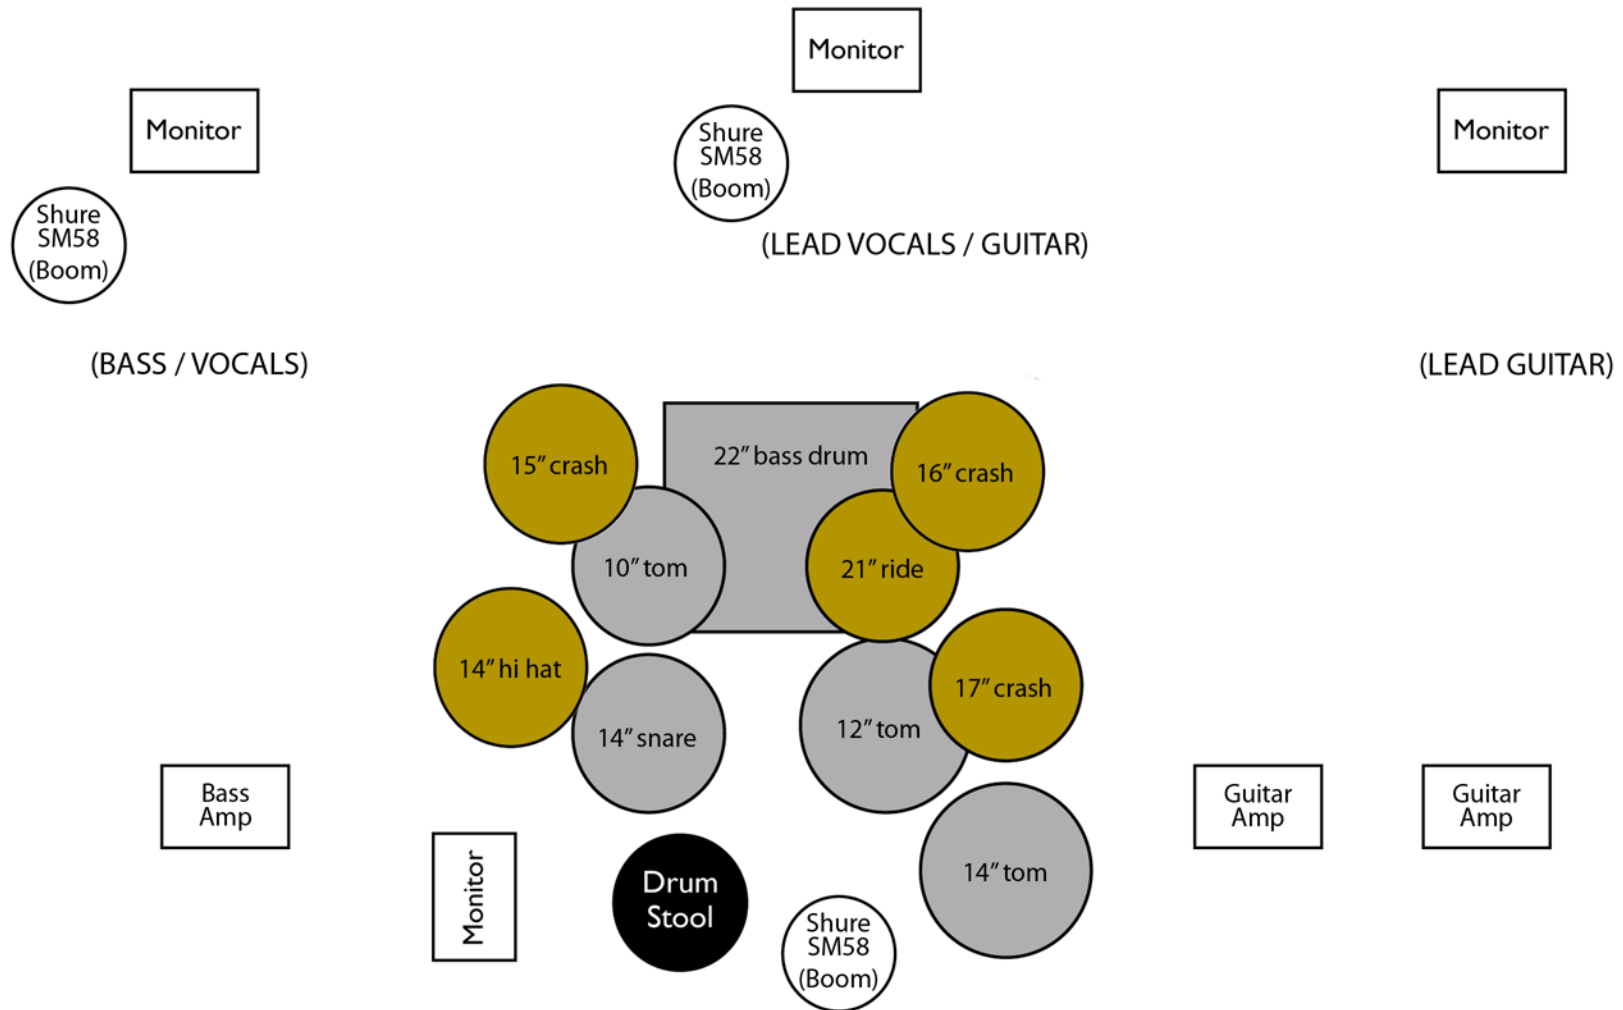 Monitor
Monitor
Monitor
Shure
SM58
(Boom)
Shure
SM58
(Boom)
(LEAD VOCALS / GUITAR)
(BASS / VOCALS)
(LEAD GUITAR)
15″ crash
22″ bass drum
16″ crash
10″ tom
21″ ride
14″ hi hat
17″ crash
14″ snare
12″ tom
Bass
Amp
Guitar
Amp
Guitar
Amp
Monitor
Drum
Stool
14″ tom
Shure
SM58
(Boom)